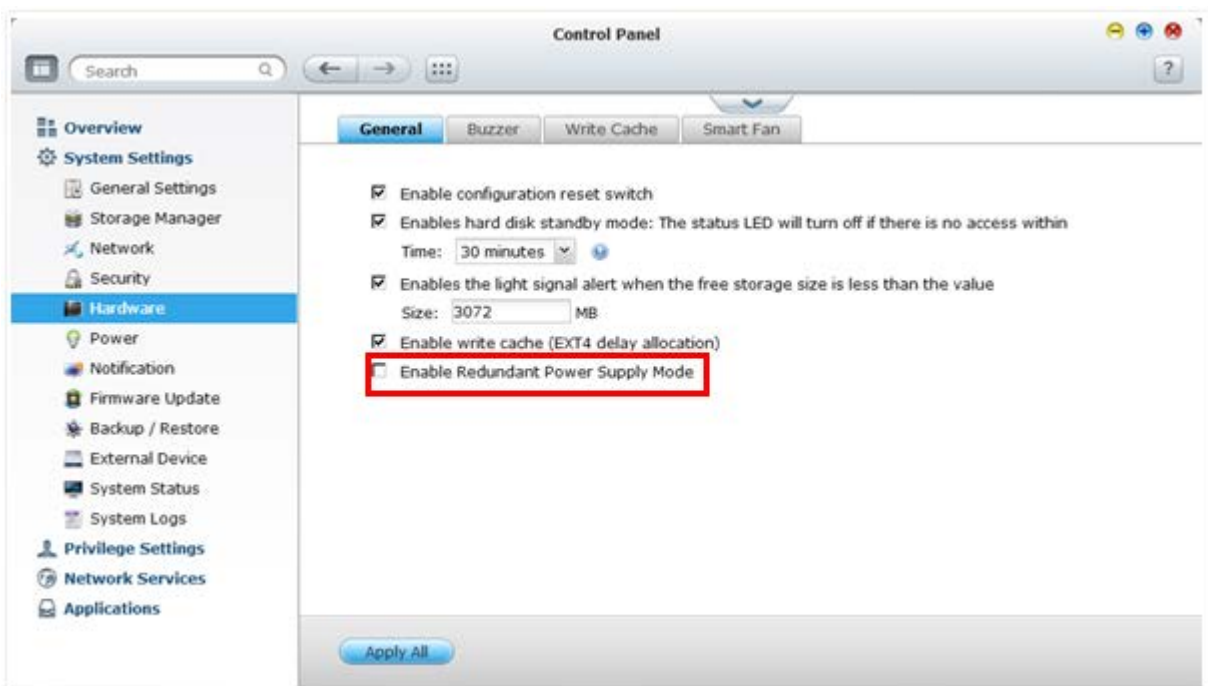 Control Panel
Search
?
Overview
System Settings
General Settings
Storage Manager
Network
Security
Hardware
Power
Notification
Firmware Update
Backup / Restore
External Device
System Status
System Logs
Privilege Settings
Network Services
Applications
General Buzzer Write Cache Smart Fan
Enable configuration reset switch
Enables hard disk standby mode: The status LED will turn off if there is no access within
Time: 30 minutes
Enables the light signal alert when the free storage size is less than the value
Size: 3072 MB
Enable write cache (EXT4 delay allocation)
Enable Redundant Power Supply Mode
Apply All